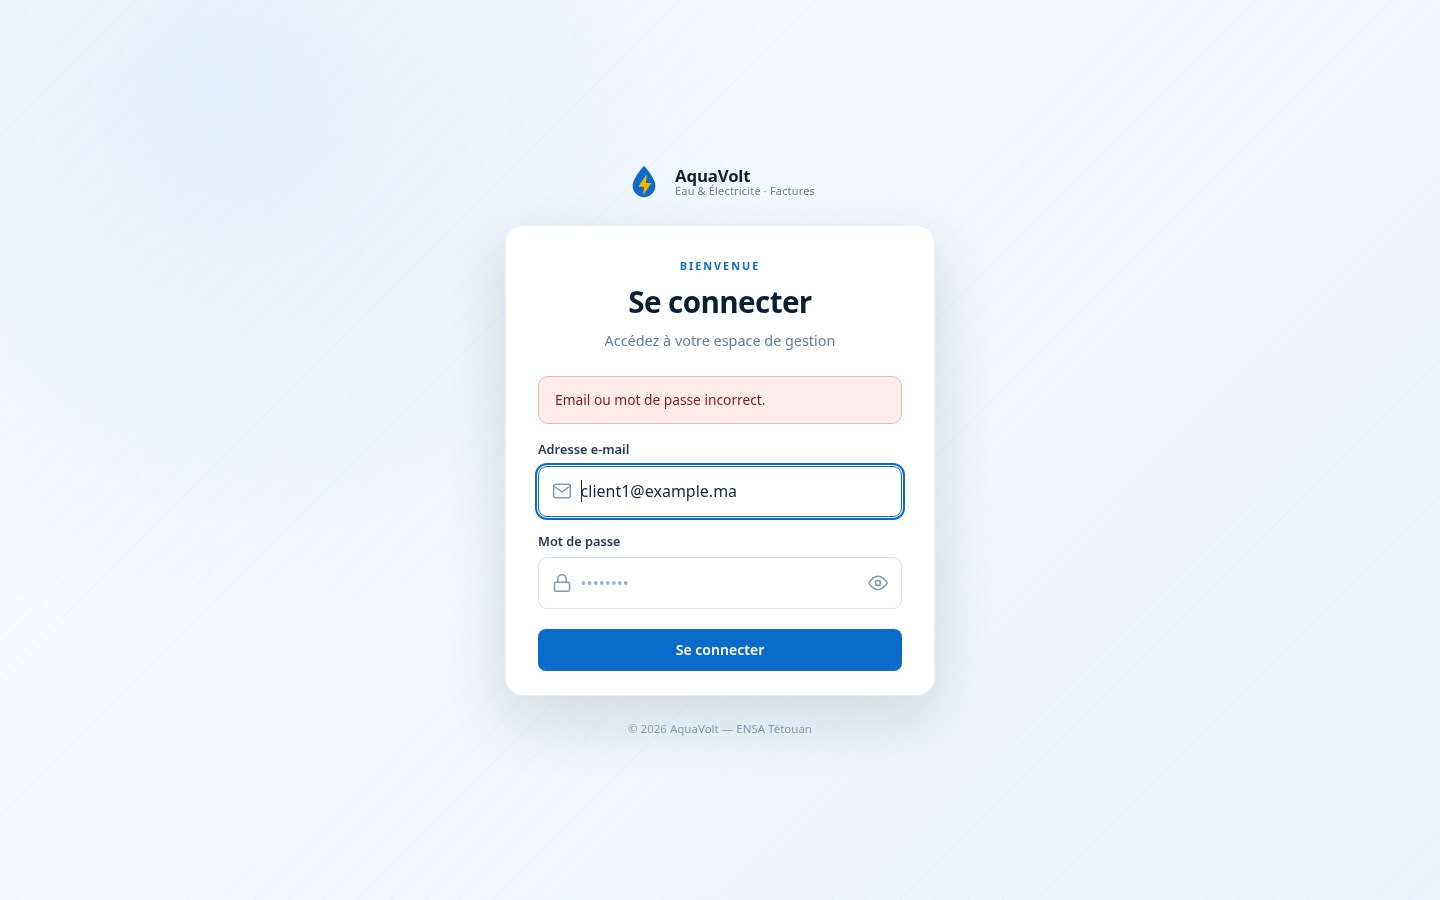 AquaVolt
Eau & Électricité · Factures
BIENVENUE
Se connecter
Accédez à votre espace de gestion
Email ou mot de passe incorrect.
Adresse e-mail
client1@example.ma
Mot de passe
••••••••
Se connecter
© 2026 AquaVolt — ENSA Tétouan